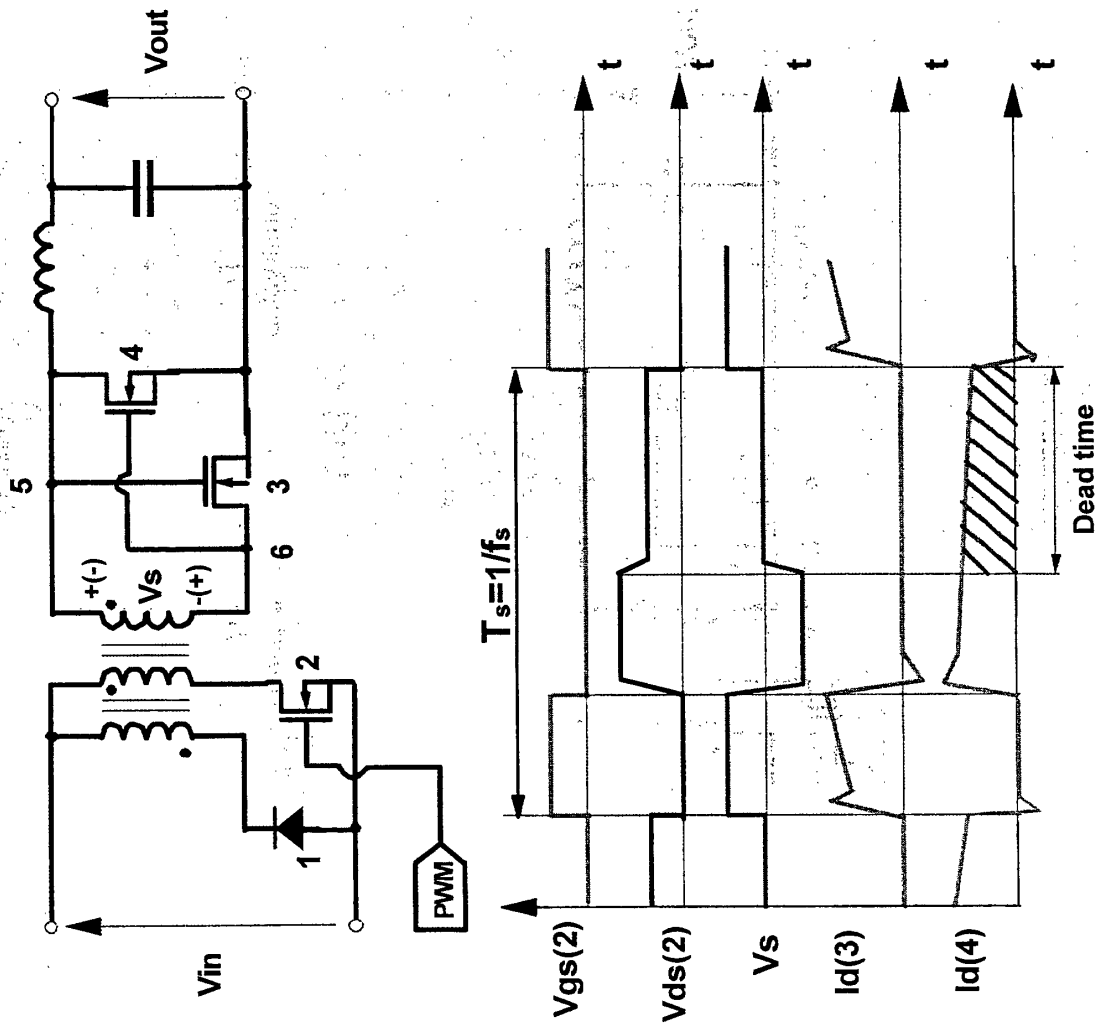 Vin
PWM
1
2
+(-)
Vs
-(+)
5
6
3
4
Vout
Vgs(2)
Vds(2)
Vs
Id(3)
Id(4)
Ts=1/fs
Dead time
t
t
t
t
t